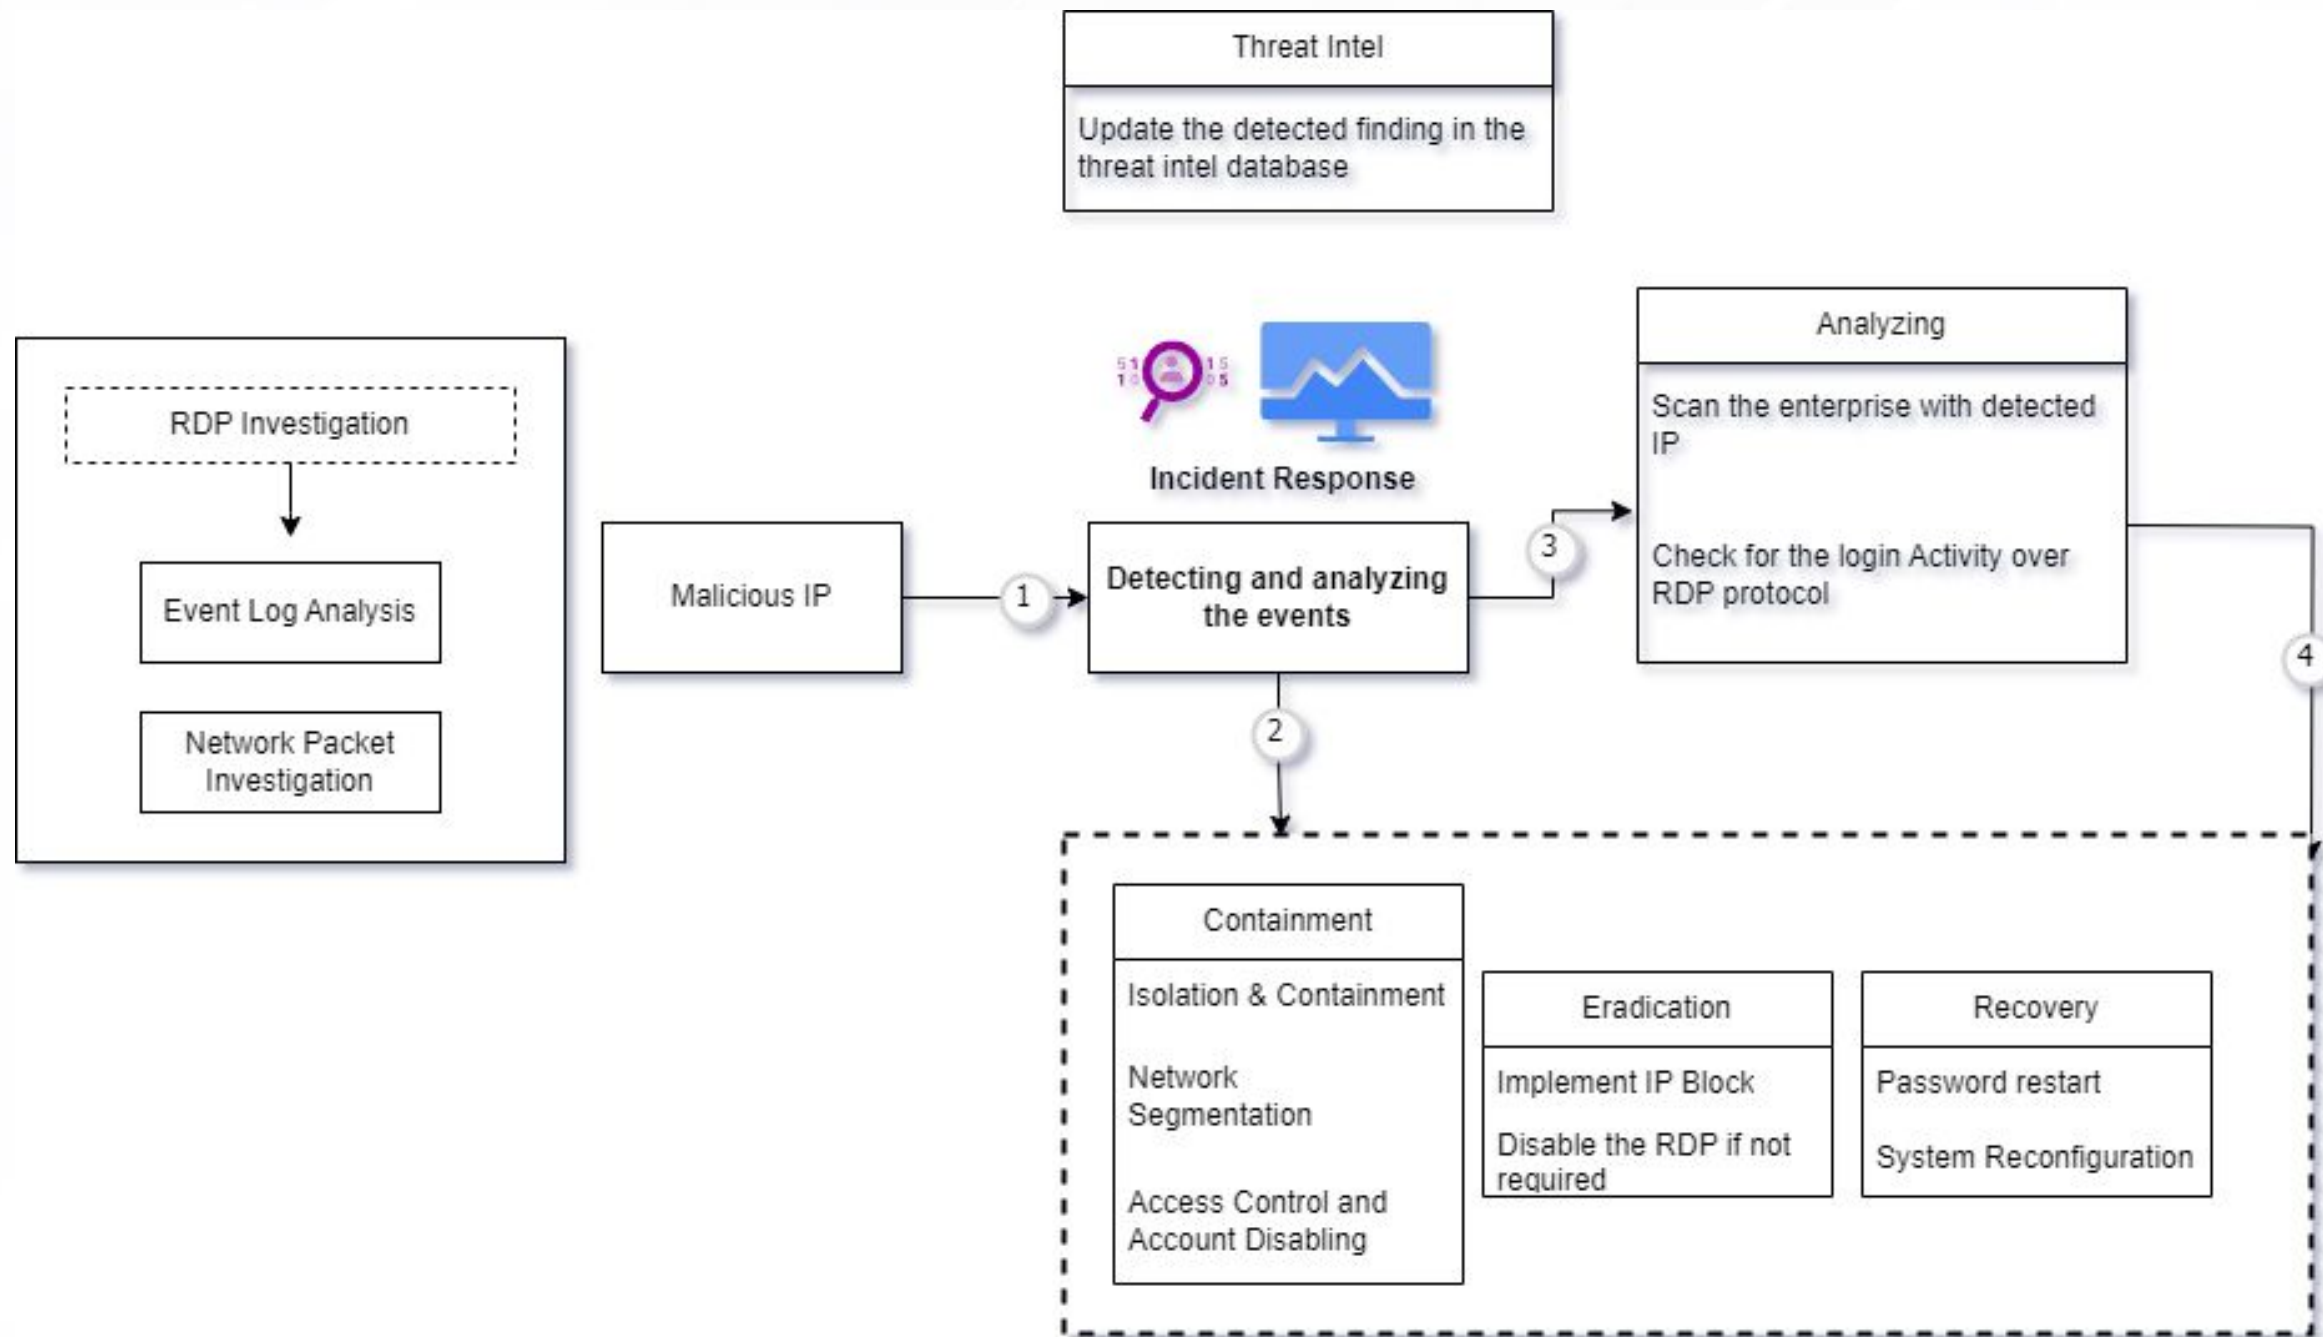 Threat Intel
Update the detected finding in the
threat intel database
RDP Investigation
Event Log Analysis
Network Packet
Investigation
Malicious IP
1
Incident Response
Detecting and analyzing
the events
2
3
Analyzing
Scan the enterprise with detected
IP
Check for the login Activity over
RDP protocol
4
Containment
Isolation & Containment
Network
Segmentation
Access Control and
Account Disabling
Eradication
Implement IP Block
Disable the RDP if not
required
Recovery
Password restart
System Reconfiguration